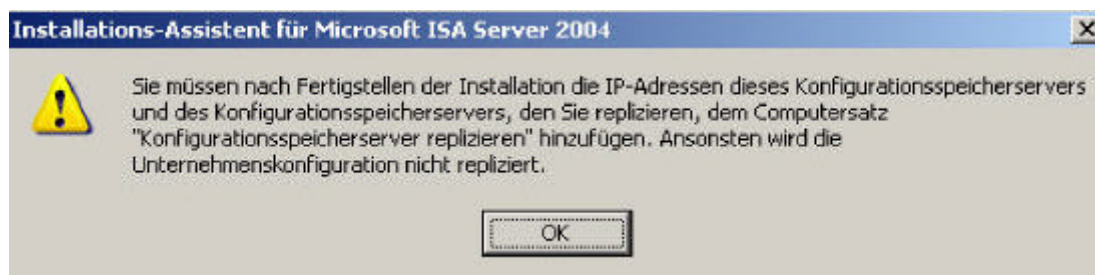 Installations-Assistent für Microsoft ISA Server 2004
Sie müssen nach Fertigstellen der Installation die IP-Adressen dieses Konfigurationsspeicherservers
und des Konfigurationsspeicherservers, den Sie replizieren, dem Computersatz
"Konfigurationsspeicherserver replizieren" hinzufügen. Ansonsten wird die
Unternehmenskonfiguration nicht repliziert.
OK